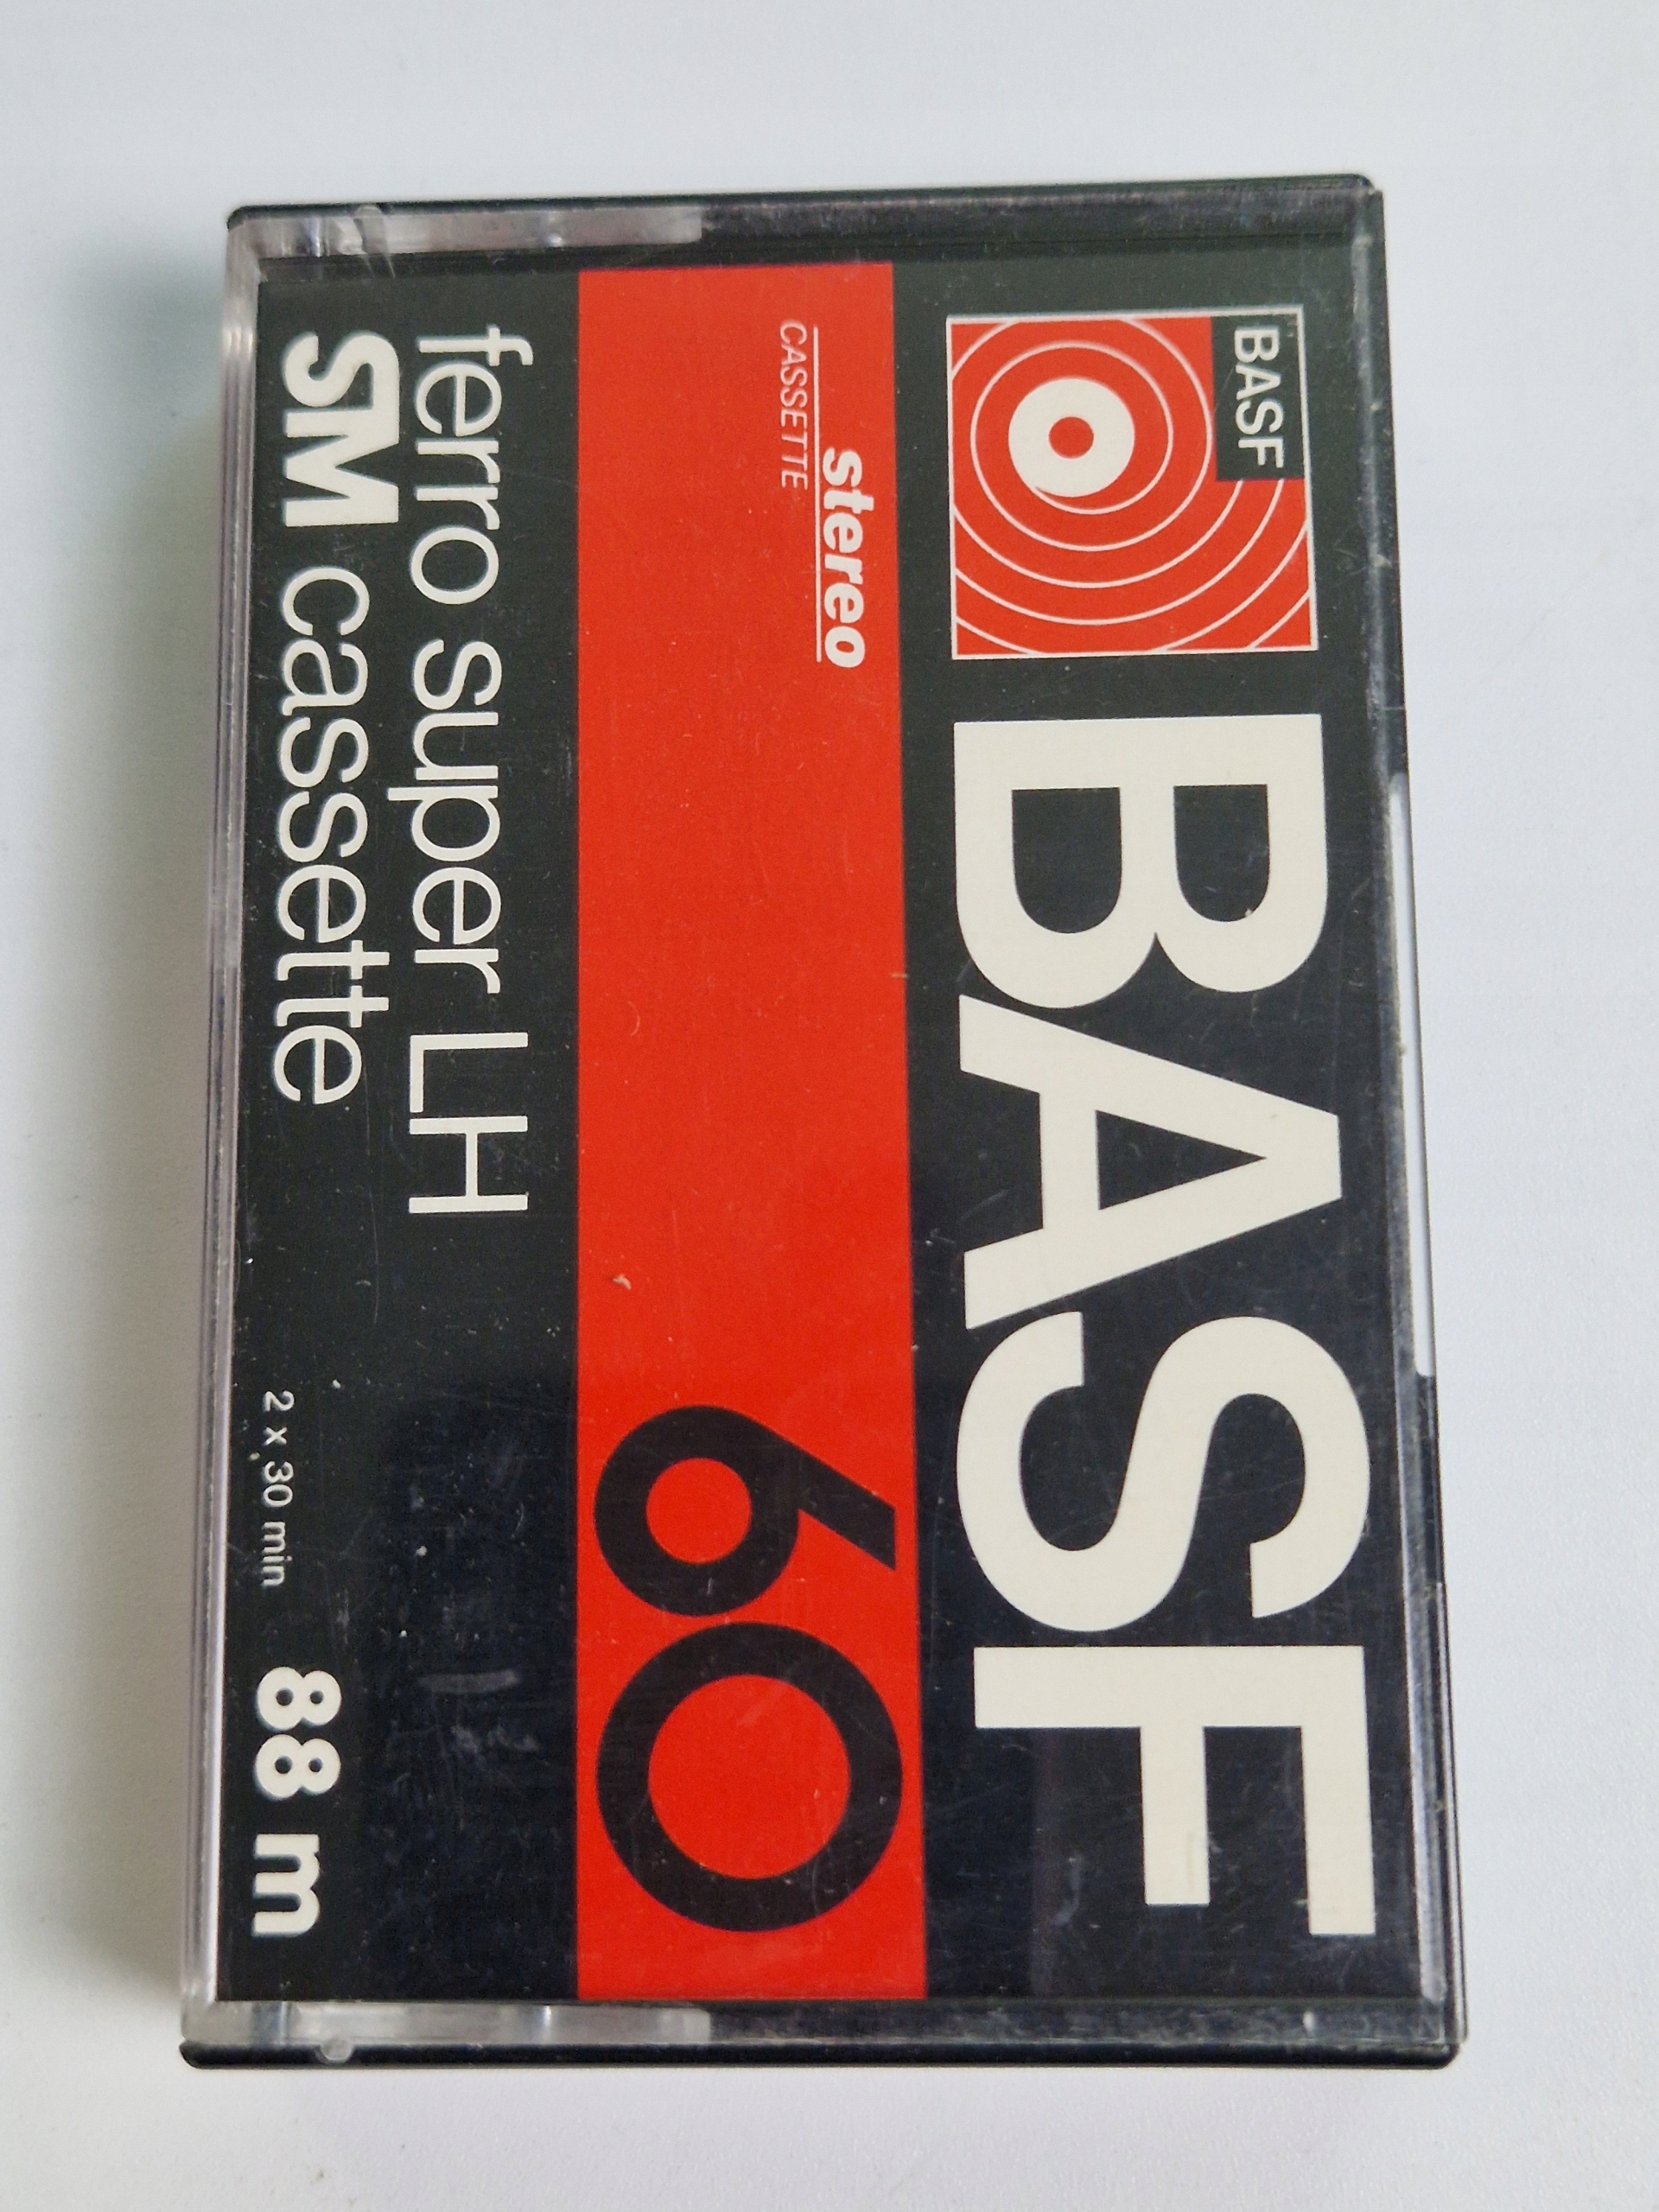 BASF
BASF
stereo
CASSETTE
60
ferro super LH
SM cassette
2 x 30 min
88 m